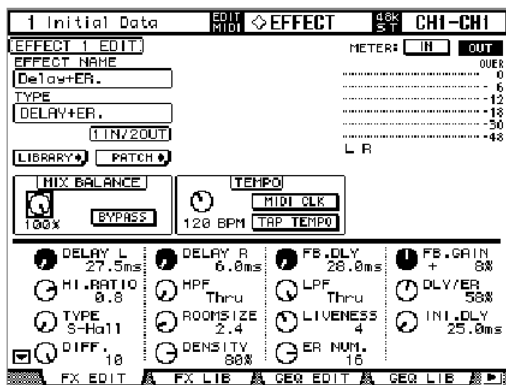 1 Initial Data EDIT MIDI EFFECT 48K ST CH1-CH1
EFFECT 1 EDIT METER: IN OUT
EFFECT NAME OVER
Delay+ER. 0
6
TYPE 12
DELAY+ER. 18
30
1IN/2OUT 48
LIBRARY PATCH L R
MIX BALANCE TEMPO
MIDI CLK
100% BYPASS 120 BPM TAP TEMPO
DELAY L DELAY R FB.DLY FB.GAIN
27.5ms 6.0ms 28.0ms + 8%
HI.RATIO HPF LPF DLY/ER
0.8 Thru Thru 58%
TYPE ROOMSIZE LIVENESS INI.DLY
S-Hall 2.4 4 25.0ms
DIFF. DENSITY ER NUM.
10 80% 16
FX EDIT FX LIB GEQ EDIT GEQ LIB